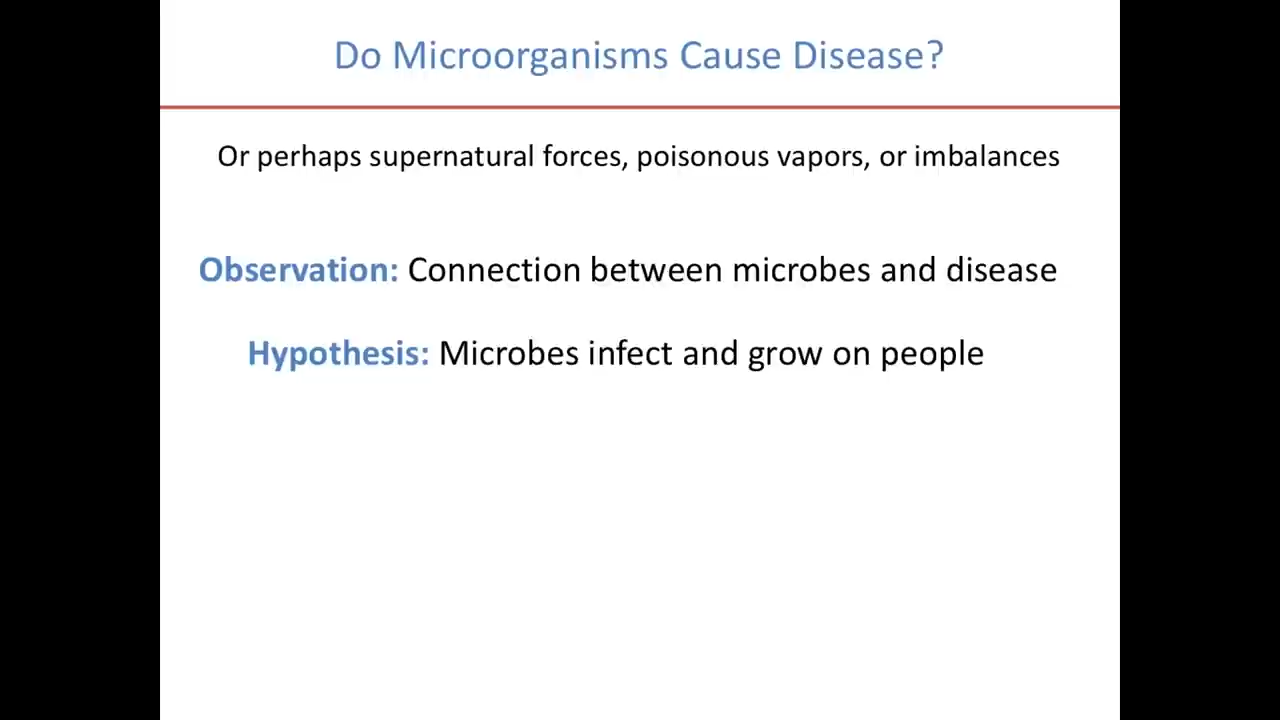 Do Microorganisms Cause Disease?
Or perhaps supernatural forces, poisonous vapors, or imbalances
Observation: Connection between microbes and disease
Hypothesis: Microbes infect and grow on people